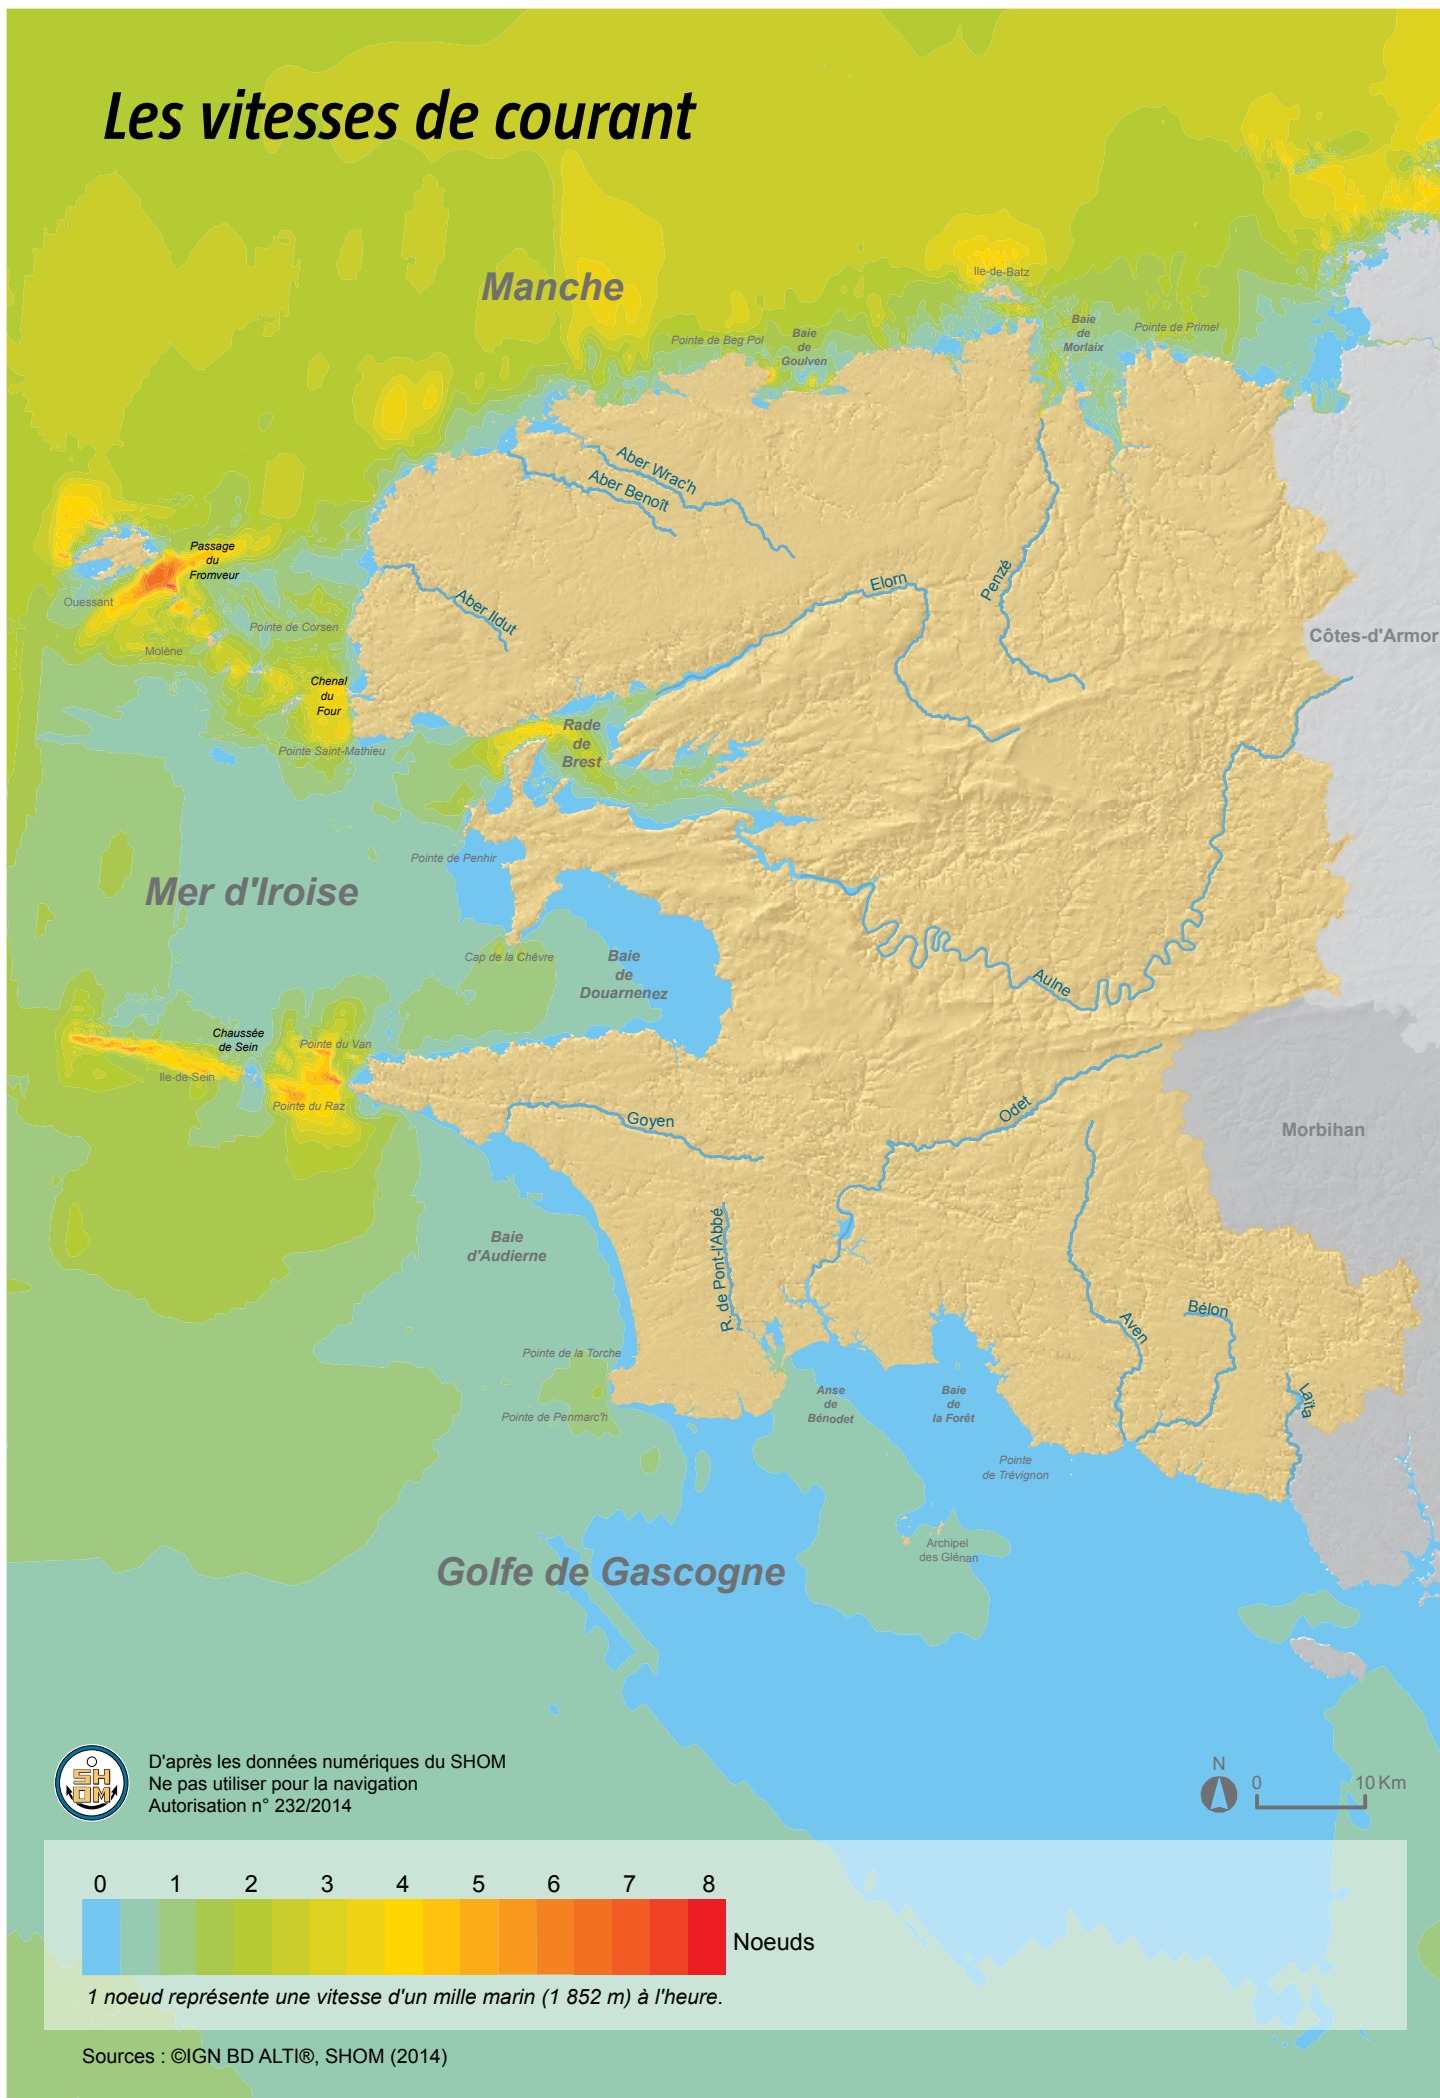 Les vitesses de courant
Manche
Ile-de-Batz
Pointe de Beg Pol
Baie
de
Goulven
Baie
de
Morlaix
Pointe de Primel
Aber Wrac'h
Aber Benoît
Passage
du
Fromveur
Ouessant
Pointe de Corsen
Aber Ildut
Elorn
Penzé
Côtes-d'Armor
Molène
Chenal
du
Four
Pointe Saint-Mathieu
Rade
de
Brest
Pointe de Penhir
Mer d'Iroise
Cap de la Chèvre
Baie
de
Douarnenez
Aulne
Chaussée
de Sein
Pointe du Van
Ile-de-Sein
Pointe du Raz
Goyen
Odet
Morbihan
R. de Pont-l'Abbé
Baie
d'Audierne
Aven
Bélon
Laïta
Pointe de la Torche
Pointe de Penmarc'h
Anse
de
Bénodet
Baie
de
la Forêt
Pointe
de Trévignon
Archipel
des Glénan
Golfe de Gascogne
SH
OM
D'après les données numériques du SHOM
Ne pas utiliser pour la navigation
Autorisation n° 232/2014
N
0 10 Km
0 1 2 3 4 5 6 7 8
Noeuds
1 noeud représente une vitesse d'un mille marin (1 852 m) à l'heure.
Sources : ©IGN BD ALTI®, SHOM (2014)